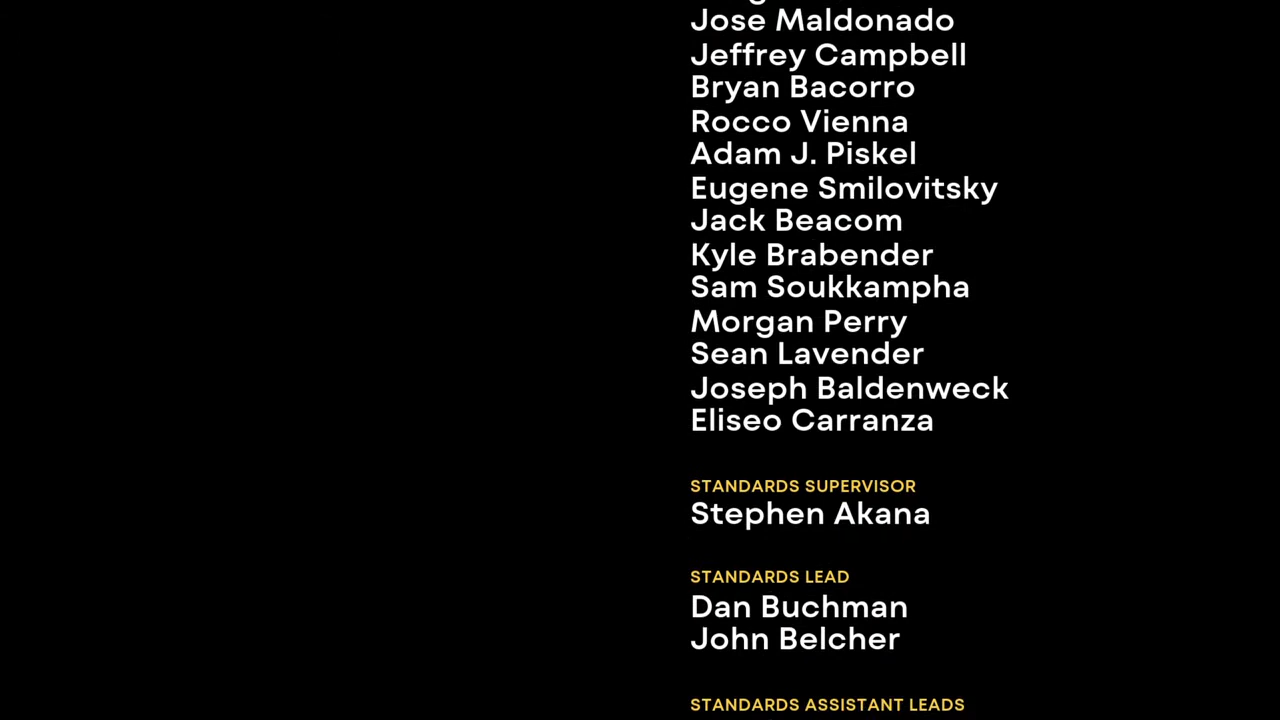 Jose Maldonado
Jeffrey Campbell
Bryan Bacorro
Rocco Vienna
Adam J. Piskel
Eugene Smilovitsky
Jack Beacom
Kyle Brabender
Sam Soukkampha
Morgan Perry
Sean Lavender
Joseph Baldenweck
Eliseo Carranza
STANDARDS SUPERVISOR
Stephen Akana
STANDARDS LEAD
Dan Buchman
John Belcher
STANDARDS ASSISTANT LEADS